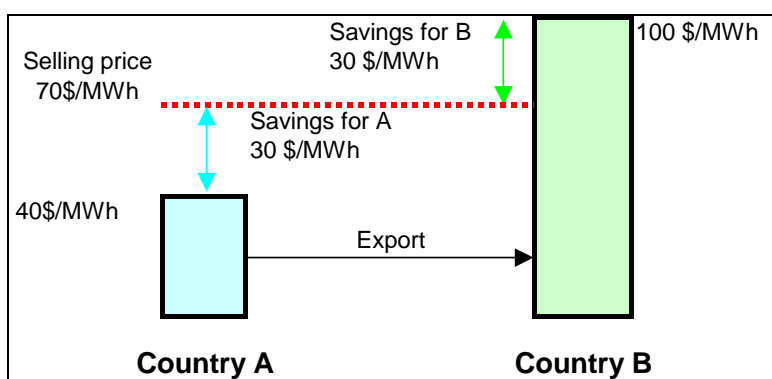 Savings for B
30 $/MWh
100 $/MWh
Selling price
70$/MWh
Savings for A
30 $/MWh
40$/MWh
Export
Country A
Country B